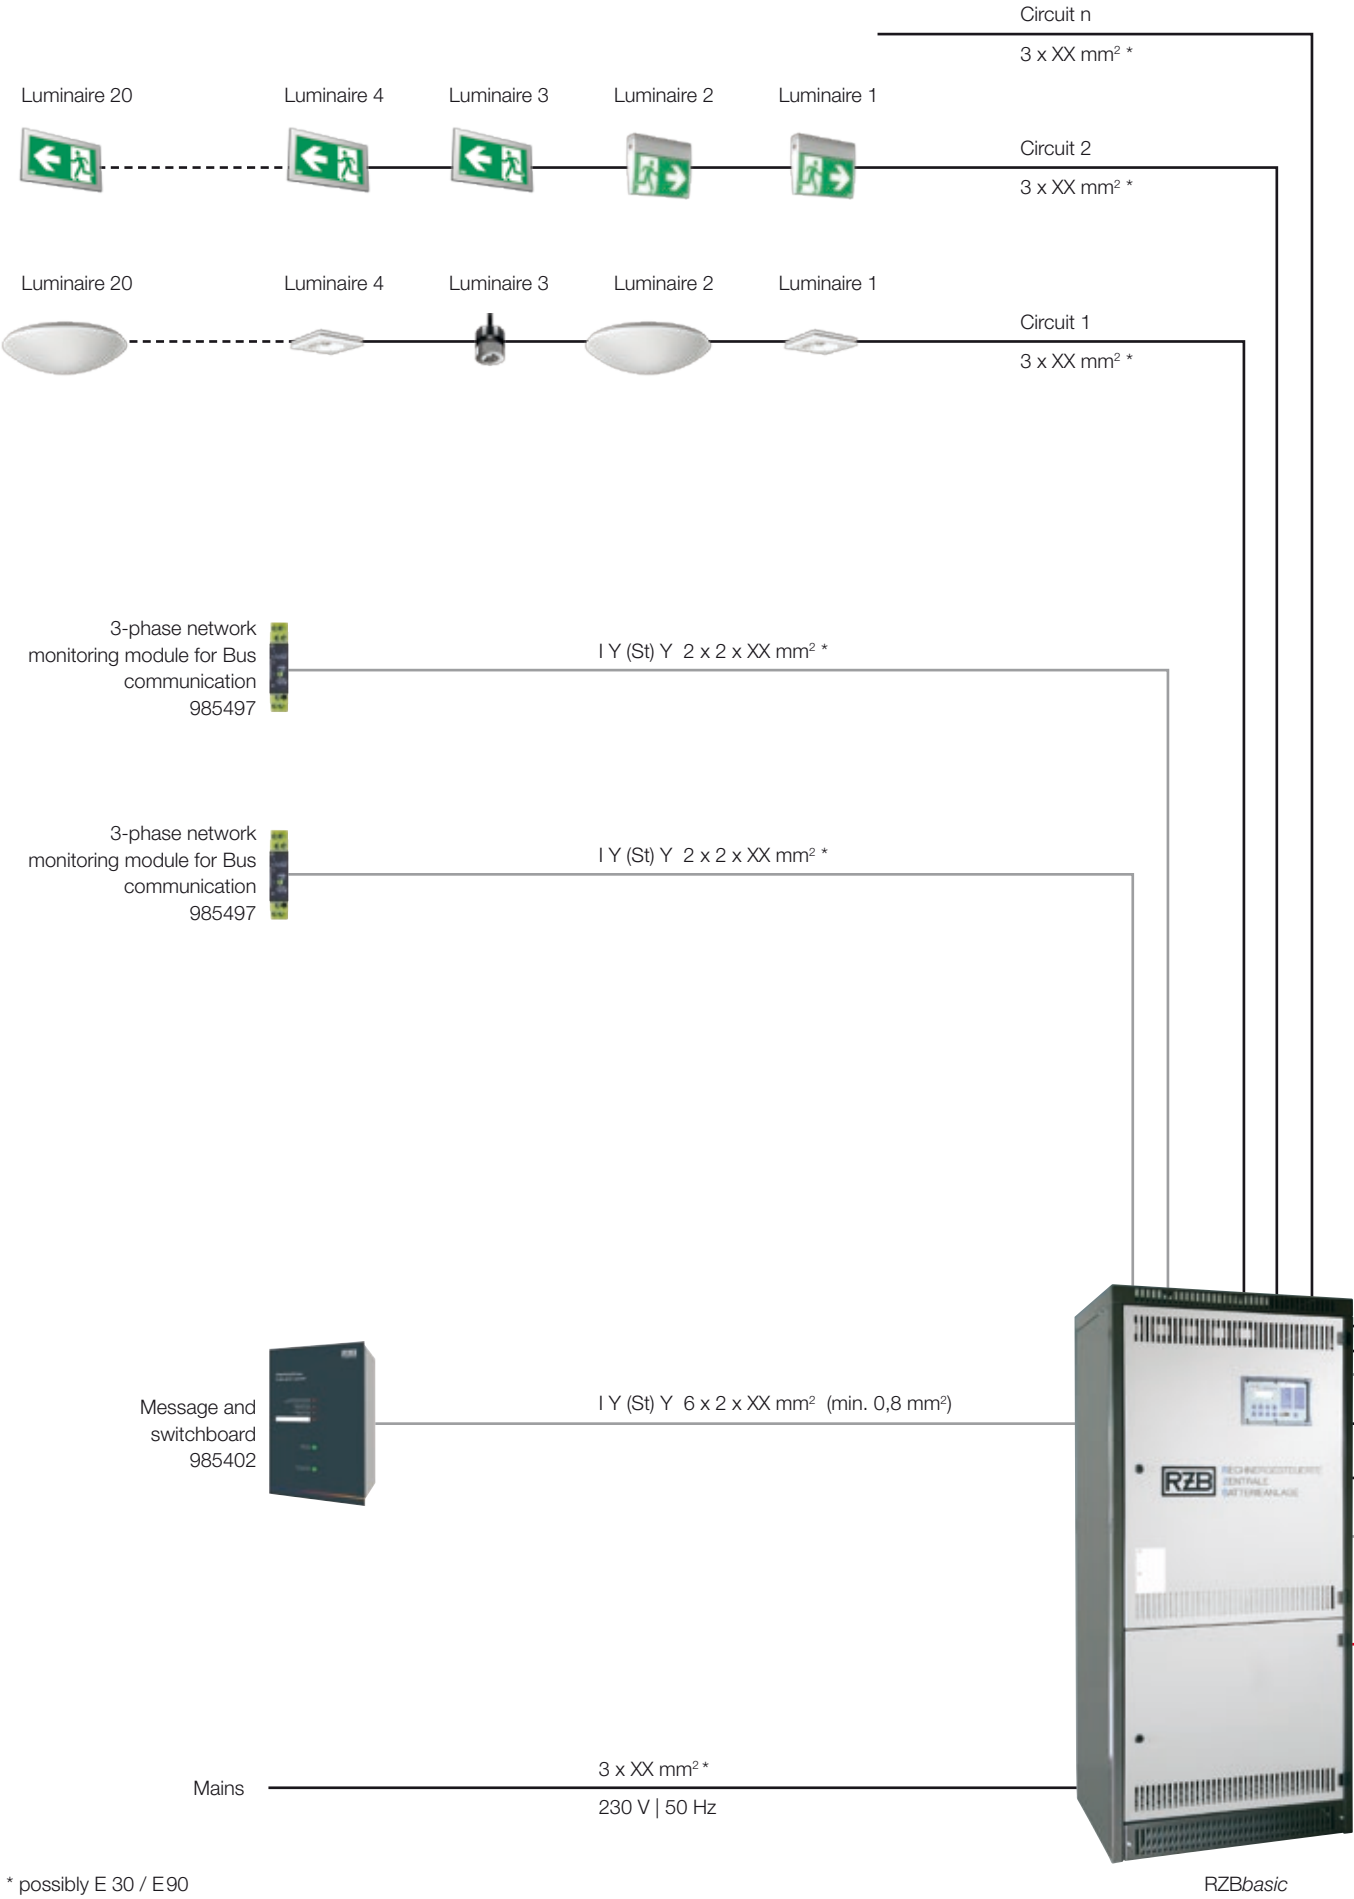 Circuit n
3 x XX mm² *
Luminaire 20 Luminaire 4 Luminaire 3 Luminaire 2 Luminaire 1
Circuit 2
3 x XX mm² *
Luminaire 20 Luminaire 4 Luminaire 3 Luminaire 2 Luminaire 1
Circuit 1
3 x XX mm² *
3-phase network
monitoring module for Bus
communication
985497
I Y (St) Y 2 x 2 x XX mm² *
3-phase network
monitoring module for Bus
communication
985497
I Y (St) Y 2 x 2 x XX mm² *
Message and
switchboard
985402
I Y (St) Y 6 x 2 x XX mm² (min. 0,8 mm²)
RZB
RECHNERGESTEUERTE
ZENTRALE
BATTERIEANLAGE
Mains
3 x XX mm² *
230 V | 50 Hz
* possibly E 30 / E90
RZBbasic